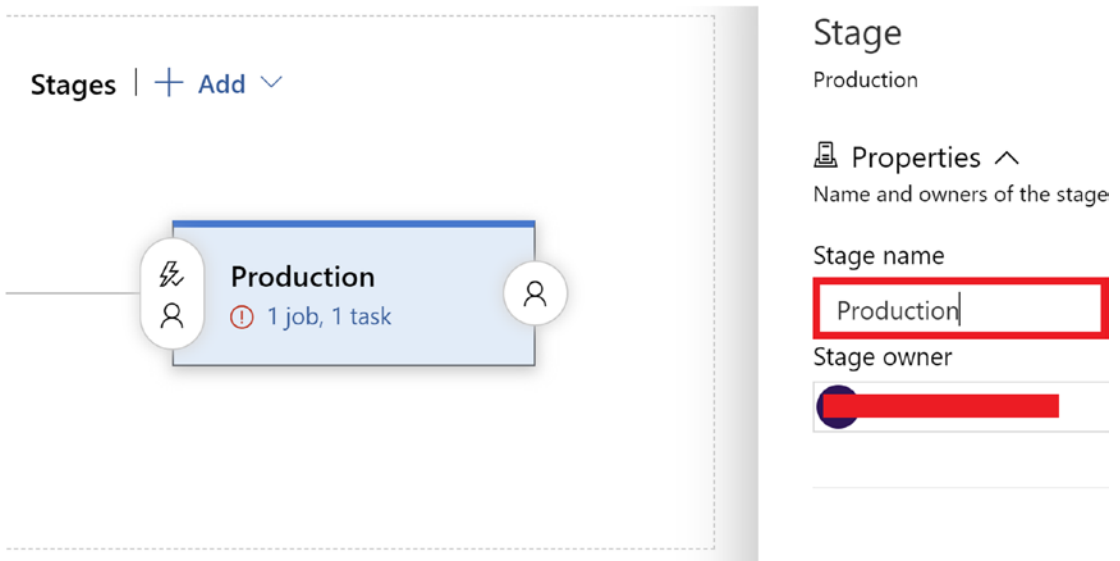 Stages | + Add
Production
1 job, 1 task
Stage
Production
Properties
Name and owners of the stage
Stage name
Production
Stage owner